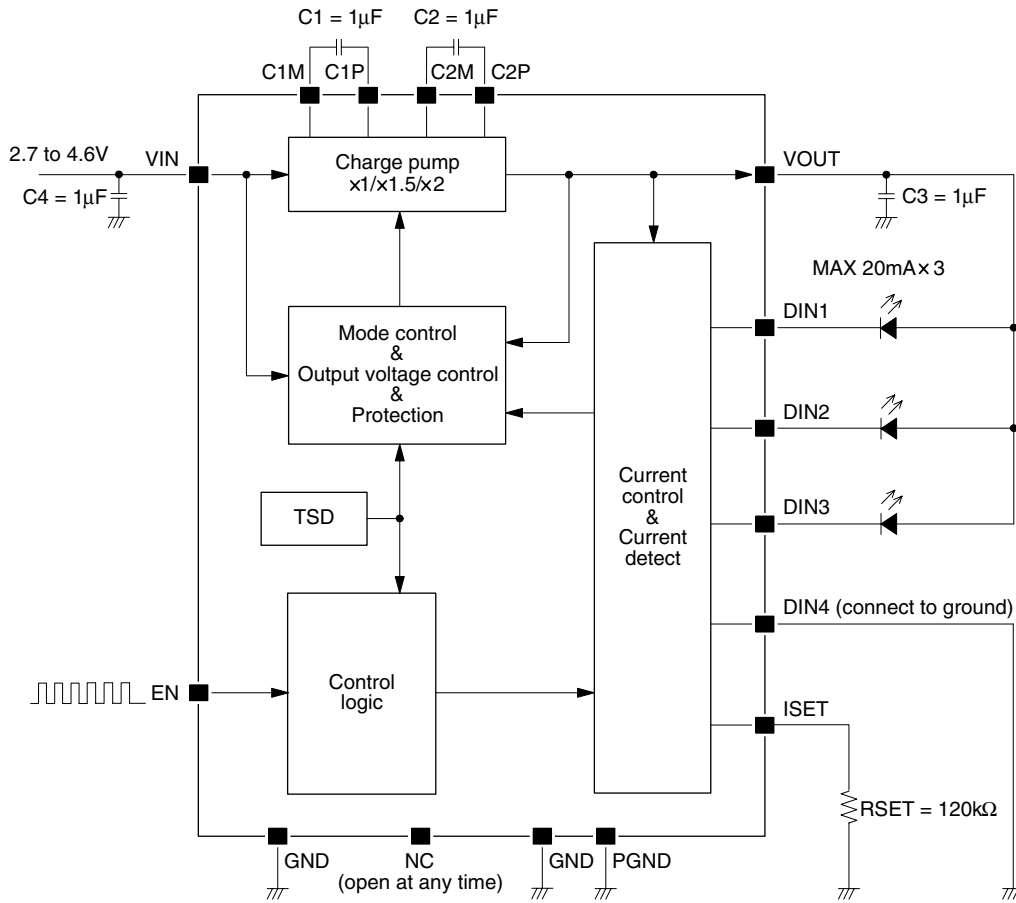 C1 = 1μF
C2 = 1μF
C1M
C1P
C2M
C2P
2.7 to 4.6V
VIN
C4 = 1μF
Charge pump
×1/×1.5/×2
VOUT
C3 = 1μF
MAX 20mA×3
Mode control
&
Output voltage control
&
Protection
DIN1
DIN2
DIN3
TSD
Current
control
&
Current
detect
DIN4 (connect to ground)
EN
Control
logic
ISET
RSET = 120kΩ
GND
NC
(open at any time)
GND
PGND